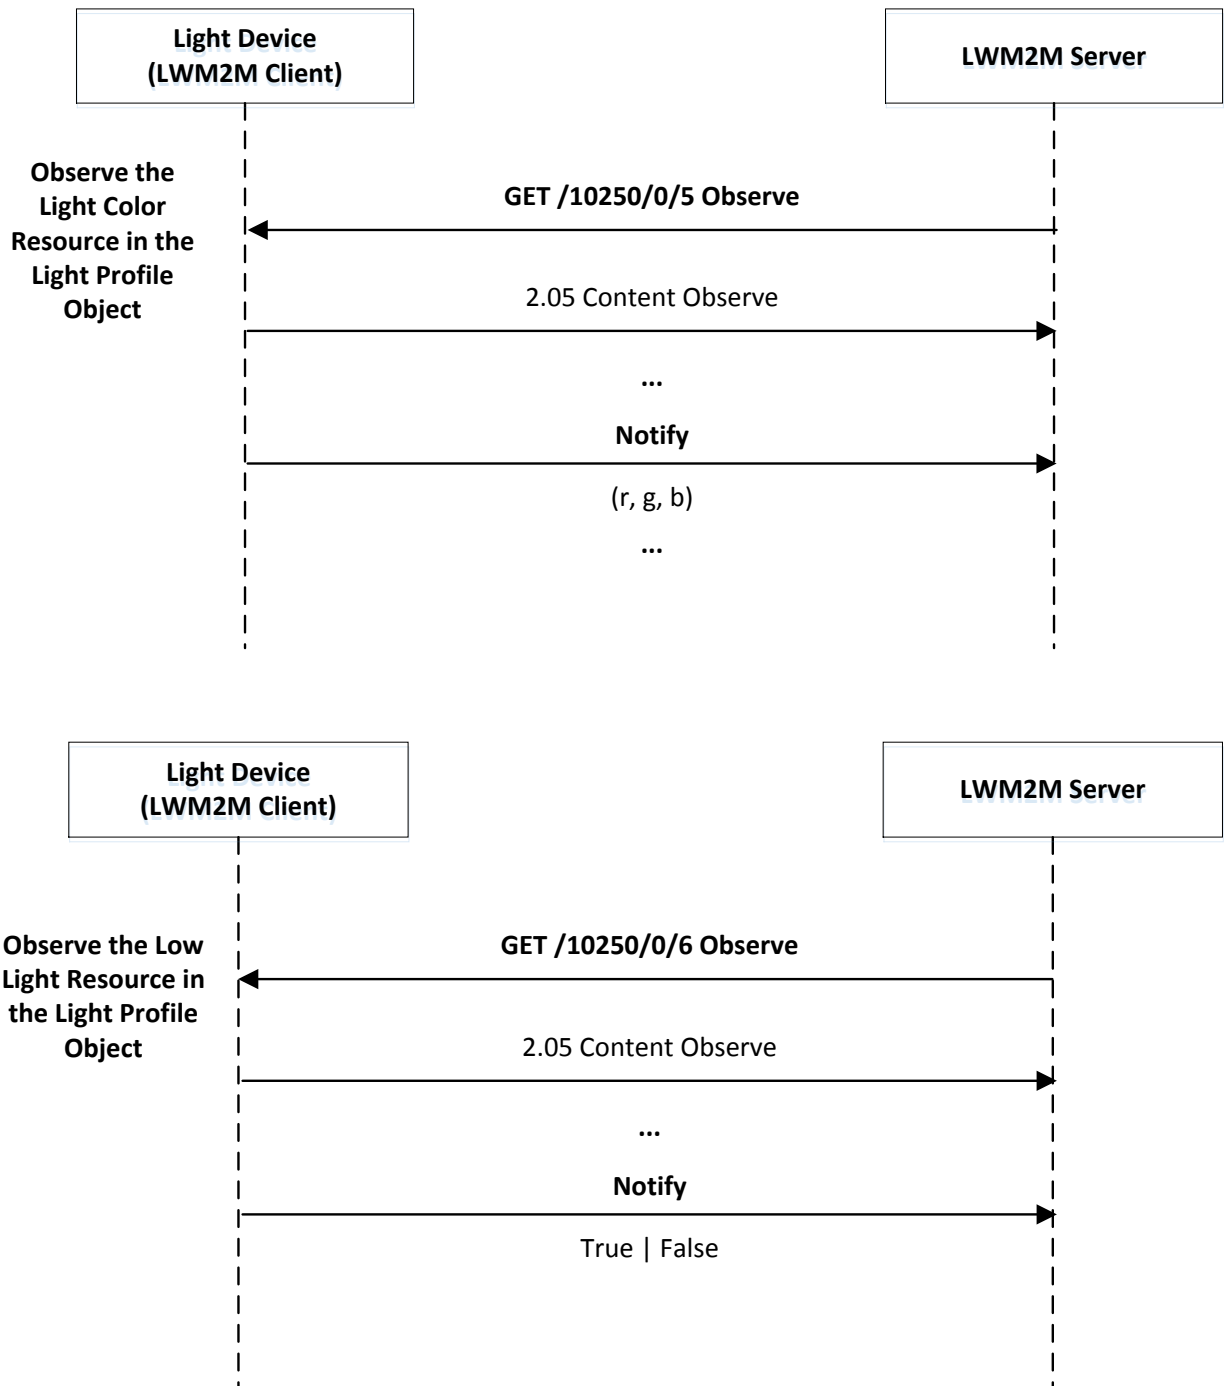 Light Device
(LWM2M Client)
LWM2M Server
Observe the
Light Color
Resource in the
Light Profile
Object
GET /10250/0/5 Observe
2.05 Content Observe
...
Notify
(r, g, b)
...
Light Device
(LWM2M Client)
LWM2M Server
Observe the Low
Light Resource in
the Light Profile
Object
GET /10250/0/6 Observe
2.05 Content Observe
...
Notify
True | False